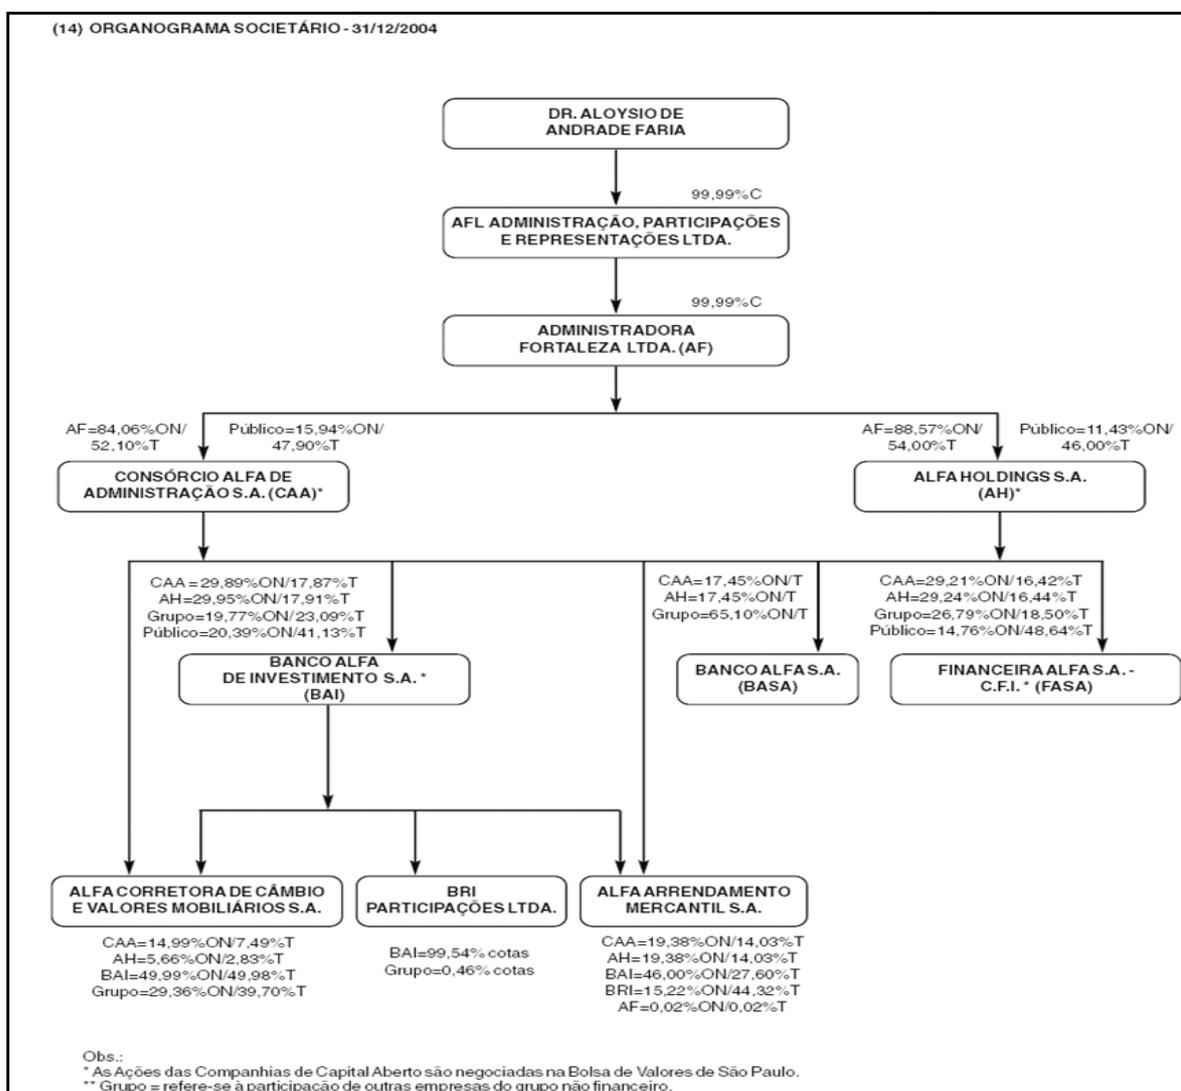 (14) ORGANOGRAMA SOCIETÁRIO - 31/12/2004
DR. ALOYSIO DE
ANDRADE FARIA
99,99%C
AFL ADMINISTRAÇÃO, PARTICIPAÇÕES
E REPRESENTAÇÕES LTDA.
99,99%C
ADMINISTRADORA
FORTALEZA LTDA. (AF)
AF=84,06%ON/
52,10%T
Público=15,94%ON/
47,90%T
AF=88,57%ON/
54,00%T
Público=11,43%ON/
46,00%T
CONSÓRCIO ALFA DE
ADMINISTRAÇÃO S.A. (CAA)*
ALFA HOLDINGS S.A.
(AH)*
CAA=29,89%ON/17,87%T
AH=29,95%ON/17,91%T
Grupo=19,77%ON/23,09%T
Público=20,39%ON/41,13%T
CAA=17,45%ON/T
AH=17,45%ON/T
Grupo=65,10%ON/T
CAA=29,21%ON/16,42%T
AH=29,24%ON/16,44%T
Grupo=26,79%ON/18,50%T
Público=14,76%ON/48,64%T
BANCO ALFA
DE INVESTIMENTO S.A. *
(BAI)
BANCO ALFA S.A.
(BASA)
FINANCEIRA ALFA S.A. -
C.F.I. * (FASA)
ALFA CORRETORA DE CÂMBIO
E VALORES MOBILIÁRIOS S.A.
BRI
PARTICIPAÇÕES LTDA.
ALFA ARRENDAMENTO
MERCANTIL S.A.
CAA=14,99%ON/7,49%T
AH=5,66%ON/2,83%T
BAI=49,99%ON/49,98%T
Grupo=29,36%ON/39,70%T
BAI=99,54% cotas
Grupo=0,46% cotas
CAA=19,38%ON/14,03%T
AH=19,38%ON/14,03%T
BAI=46,00%ON/27,60%T
BRI=15,22%ON/44,32%T
AF=0,02%ON/0,02%T
Obs.:
* As Ações das Companhias de Capital Aberto são negociadas na Bolsa de Valores de São Paulo.
** Grupo = refere-se à participação de outras empresas do grupo não financeiro.